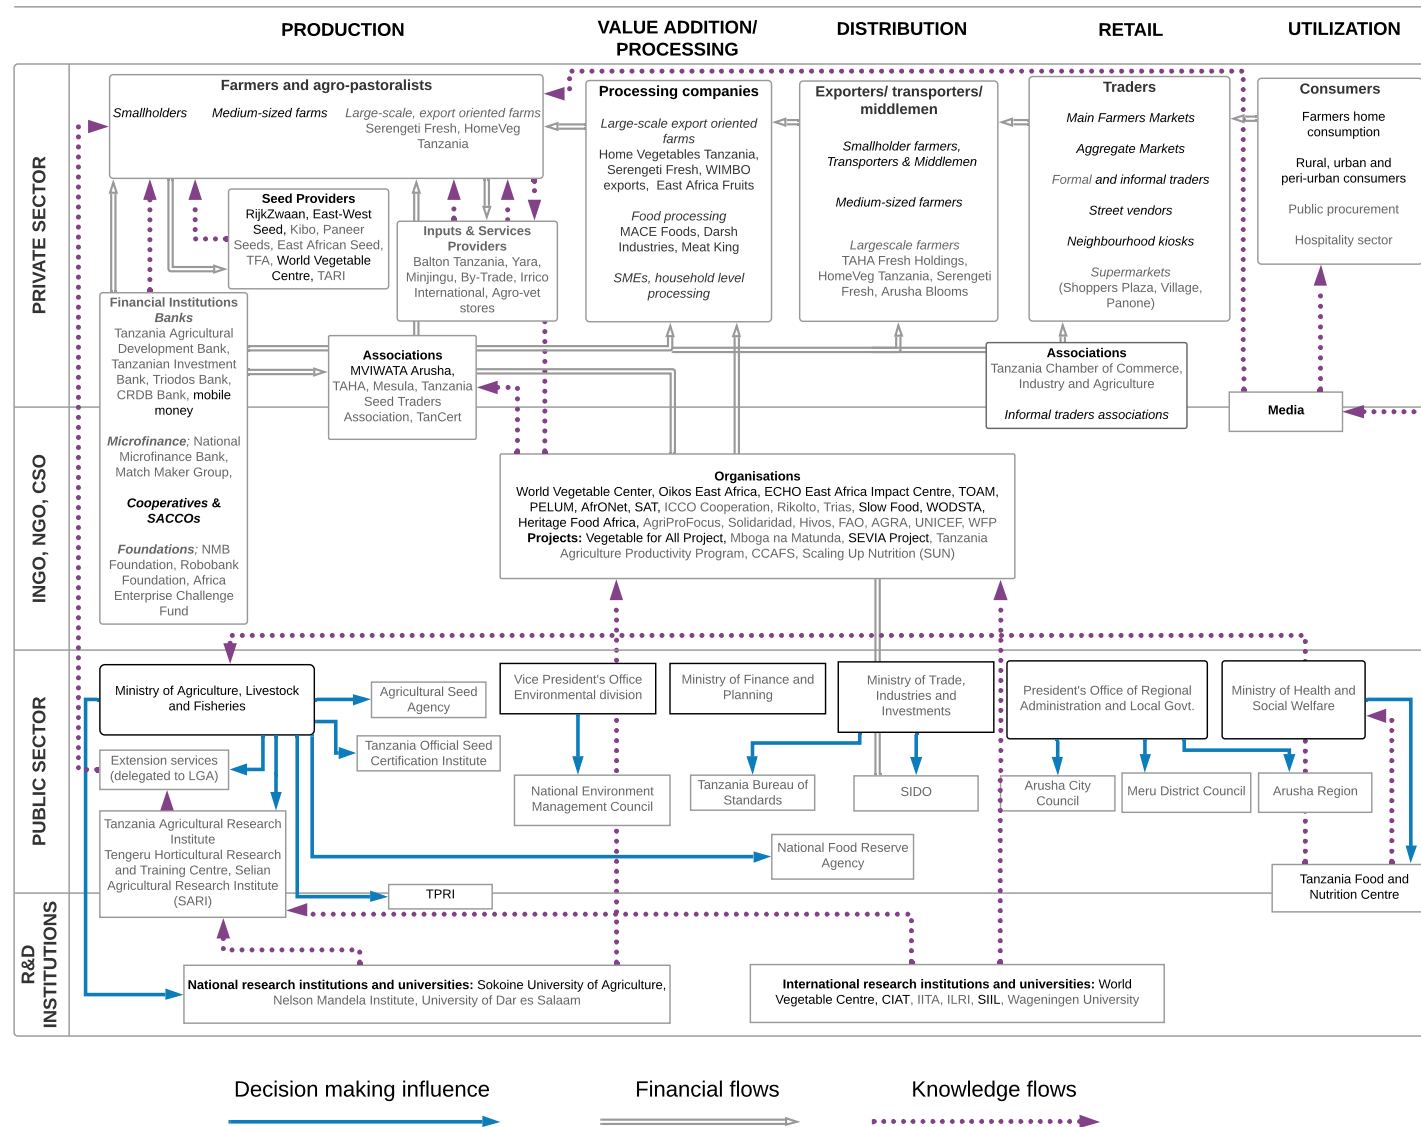 PRODUCTION
VALUE ADDITION/
PROCESSING
DISTRIBUTION
RETAIL
UTILIZATION
PRIVATE SECTOR
Farmers and agro-pastoralists
Smallholders
Medium-sized farms
Large-scale, export oriented farms
Serengeti Fresh, HomeVeg
Tanzania
Seed Providers
RijkZwaan, East-West
Seed, Kibo, Paneer
Seeds, East African Seed,
TFA, World Vegetable
Centre, TARI
Inputs & Services
Providers
Balton Tanzania, Yara,
Minjingu, By-Trade, Irrico
International, Agro-vet
stores
Financial Institutions
Banks
Tanzania Agricultural
Development Bank,
Tanzanian Investment
Bank, Triodos Bank,
CRDB Bank, mobile
money
Microfinance; National
Microfinance Bank,
Match Maker Group,
Cooperatives &
SACCOs
Foundations; NMB
Foundation, Robobank
Foundation, Africa
Enterprise Challenge
Fund
Associations
MVIWATA Arusha,
TAHA, Mesula, Tanzania
Seed Traders
Association, TanCert
Processing companies
Large-scale export oriented
farms
Home Vegetables Tanzania,
Serengeti Fresh, WIMBO
exports, East Africa Fruits
Food processing
MACE Foods, Darsh
Industries, Meat King
SMEs, household level
processing
Exporters/ transporters/
middlemen
Smallholder farmers,
Transporters & Middlemen
Medium-sized farmers
Largescale farmers
TAHA Fresh Holdings,
HomeVeg Tanzania, Serengeti
Fresh, Arusha Blooms
Traders
Main Farmers Markets
Aggregate Markets
Formal and informal traders
Street vendors
Neighbourhood kiosks
Supermarkets
(Shoppers Plaza, Village,
Panone)
Consumers
Farmers home
consumption
Rural, urban and
peri-urban consumers
Public procurement
Hospitality sector
Associations
Tanzania Chamber of Commerce,
Industry and Agriculture
Informal traders associations
Media
INGO, NGO, CSO
Organisations
World Vegetable Center, Oikos East Africa, ECHO East Africa Impact Centre, TOAM,
PELUM, AfrONet, SAT, ICCO Cooperation, Rikolto, Trias, Slow Food, WODSTA,
Heritage Food Africa, AgriProFocus, Solidaridad, Hivos, FAO, AGRA, UNICEF, WFP
Projects: Vegetable for All Project, Mboga na Matunda, SEVIA Project, Tanzania
Agriculture Productivity Program, CCAFS, Scaling Up Nutrition (SUN)
PUBLIC SECTOR
Ministry of Agriculture, Livestock
and Fisheries
Agricultural Seed
Agency
Tanzania Official Seed
Certification Institute
Extension services
(delegated to LGA)
Tanzania Agricultural Research
Institute
Tengeru Horticultural Research
and Training Centre, Selian
Agricultural Research Institute
(SARI)
TPRI
Vice President's Office
Environmental division
National Environment
Management Council
Ministry of Finance and
Planning
Ministry of Trade,
Industries and
Investments
Tanzania Bureau of
Standards
SIDO
National Food Reserve
Agency
President's Office of Regional
Administration and Local Govt.
Arusha City
Council
Meru District Council
Arusha Region
Ministry of Health and
Social Welfare
Tanzania Food and
Nutrition Centre
R&D
INSTITUTIONS
National research institutions and universities: Sokoine University of Agriculture,
Nelson Mandela Institute, University of Dar es Salaam
International research institutions and universities: World
Vegetable Centre, CIAT, IITA, ILRI, SIIL, Wageningen University
Decision making influence
Financial flows
Knowledge flows